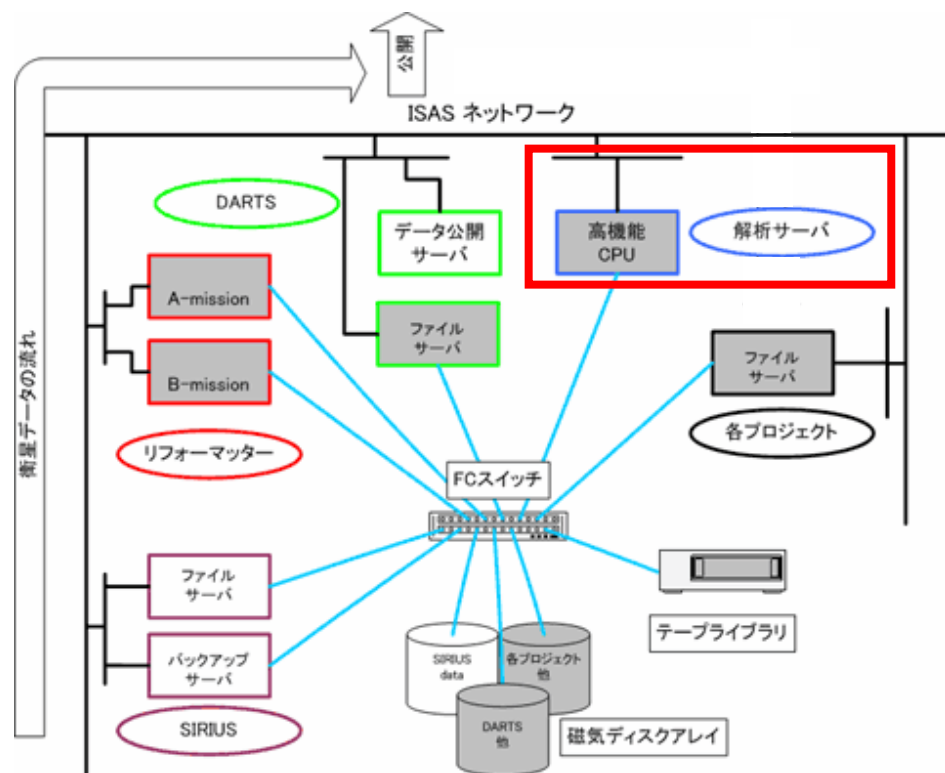 公開
ISAS ネットワーク
DARTS
データ公開
サーバ
高機能
CPU
解析サーバ
A-mission
ファイル
サーバ
ファイル
サーバ
B-mission
各プロジェクト
リフォーマッター
衛星データの流れ
FCスイッチ
ファイル
サーバ
テープライブラリ
バックアップ
サーバ
SIRIUS
data
各プロジェクト
他
SIRIUS
DARTS
他
磁気ディスクアレイ